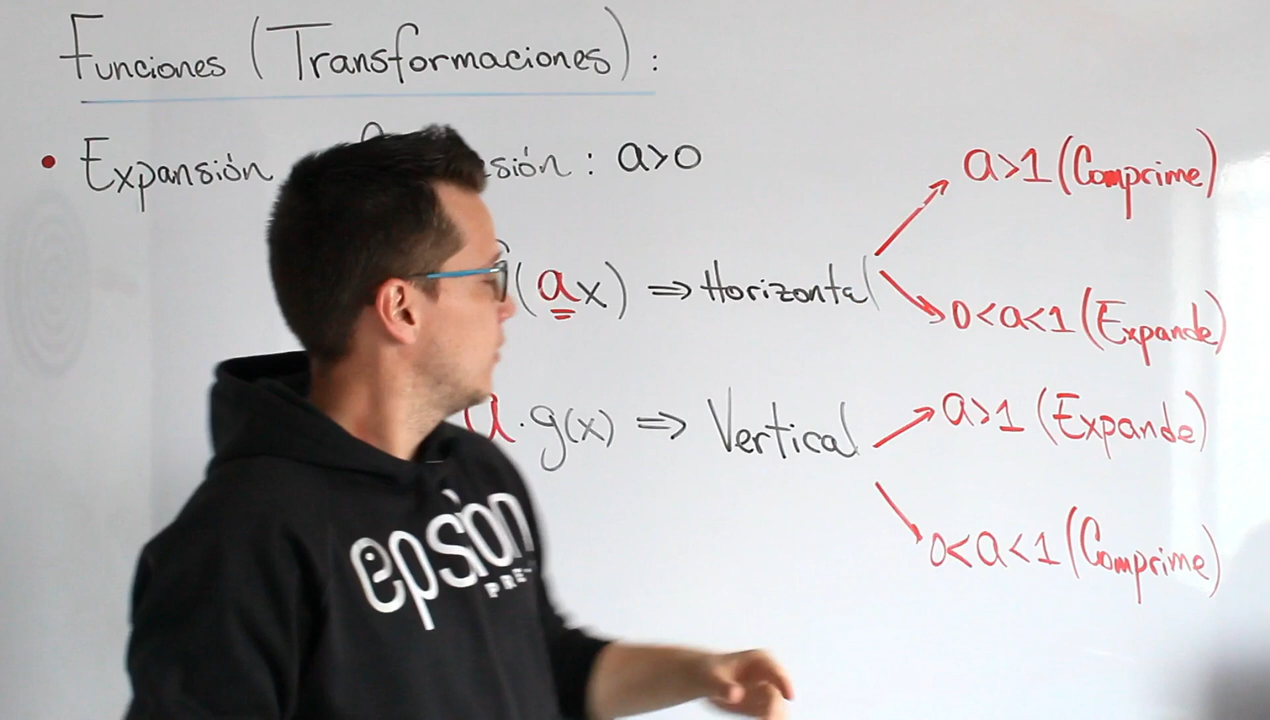 Funciones (Transformaciones) :
• Expansión sión : a>0
(ax) ⇒ Horizontal
a>1 (Comprime)
0<a<1 (Expande)
a·g(x) ⇒ Vertical
a>1 (Expande)
0<a<1 (Comprime)
epsilon
PRE